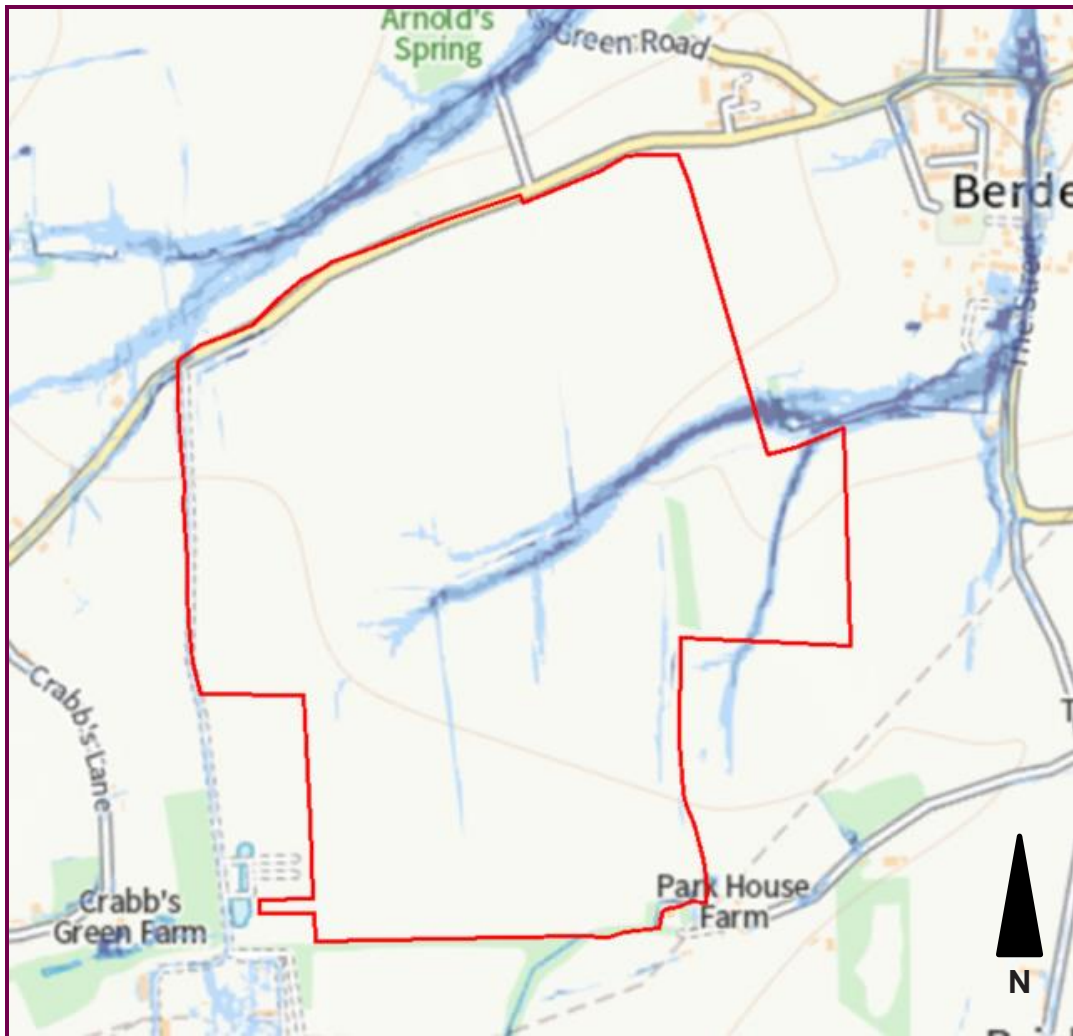 Arnold's
Spring
s Green Road
Berde
The Street
Crabb's Lane
T
Crabb's
Green Farm
Park House
Farm
N